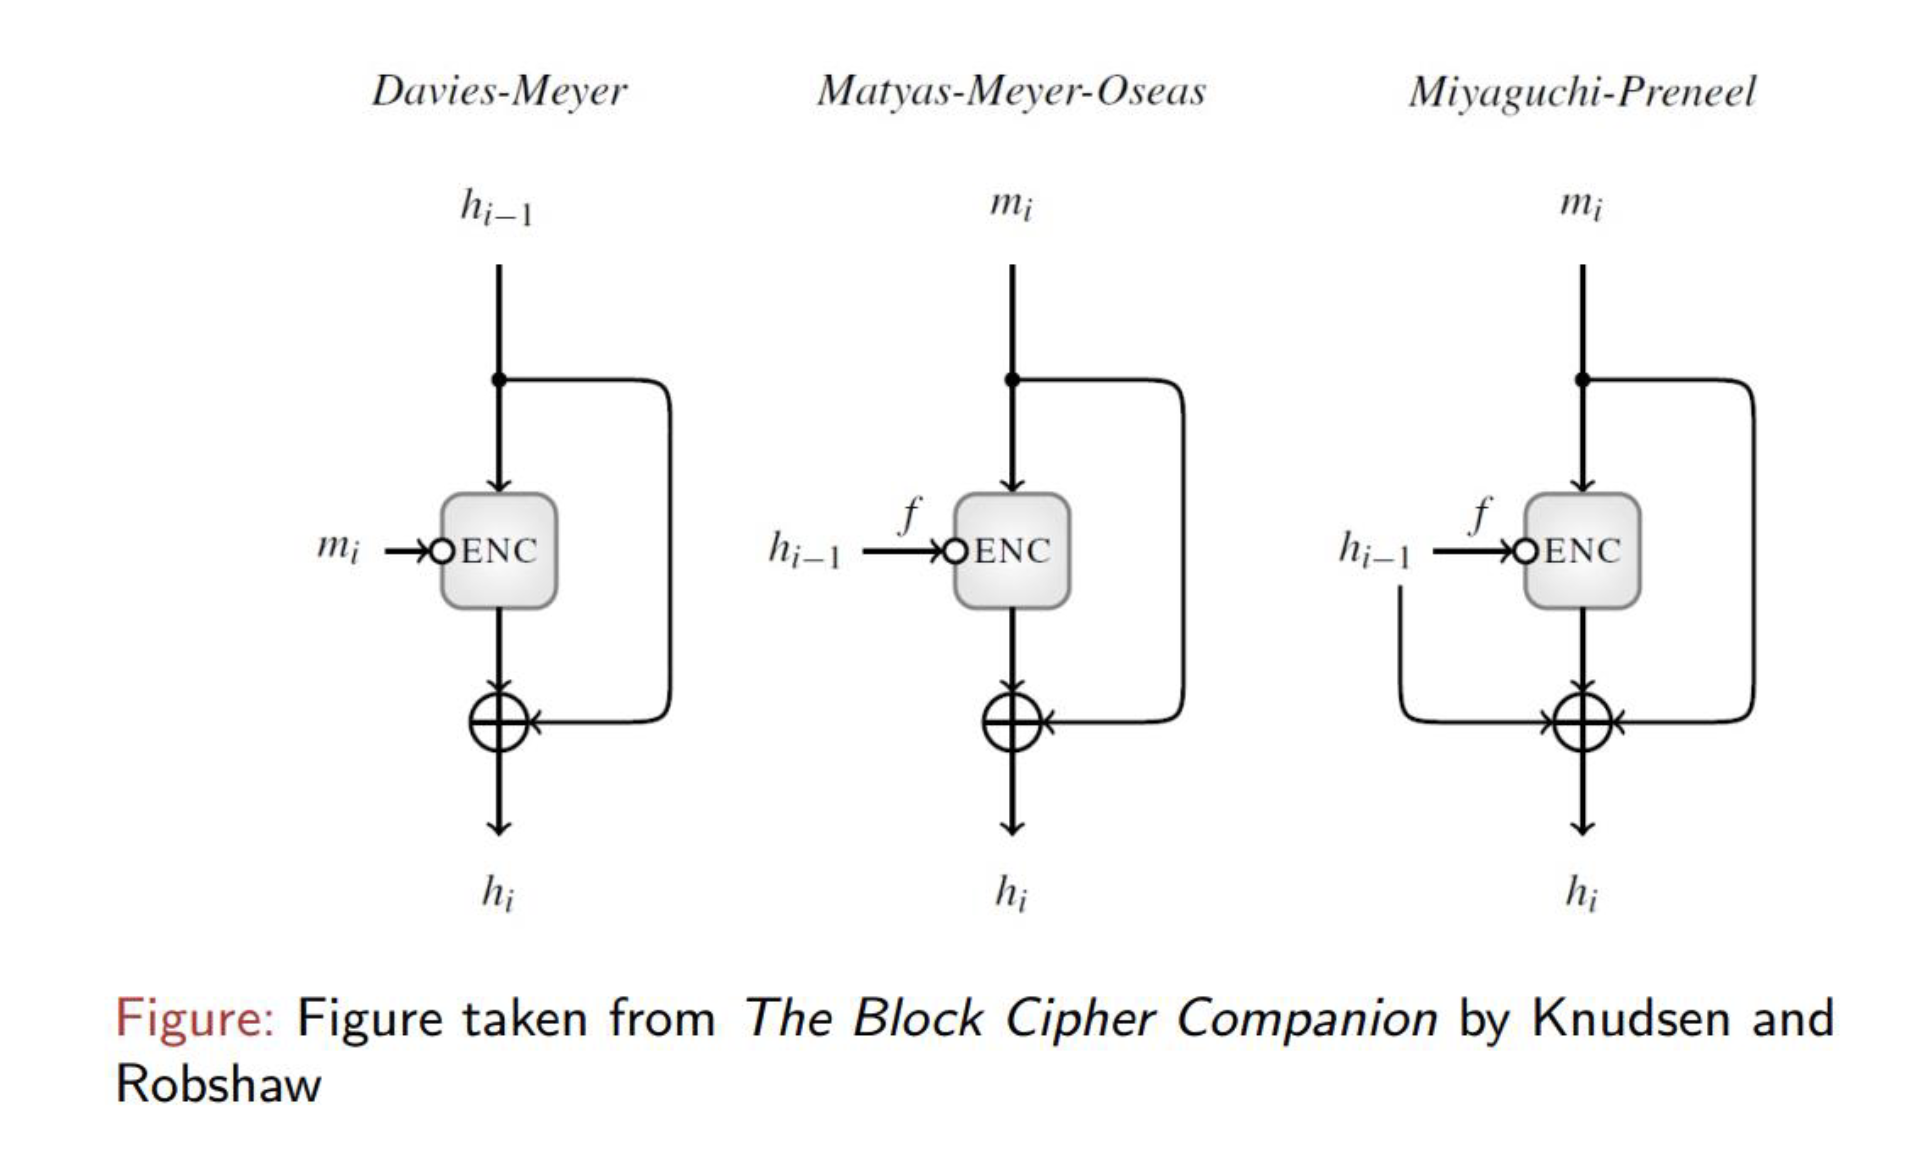 Davies-Meyer Matyas-Meyer-Oseas Miyaguchi-Preneel
h_{i−1} m_i m_i
f f
m_i ENC h_{i−1} ENC h_{i−1} ENC
h_i h_i h_i
Figure: Figure taken from The Block Cipher Companion by Knudsen and
Robshaw